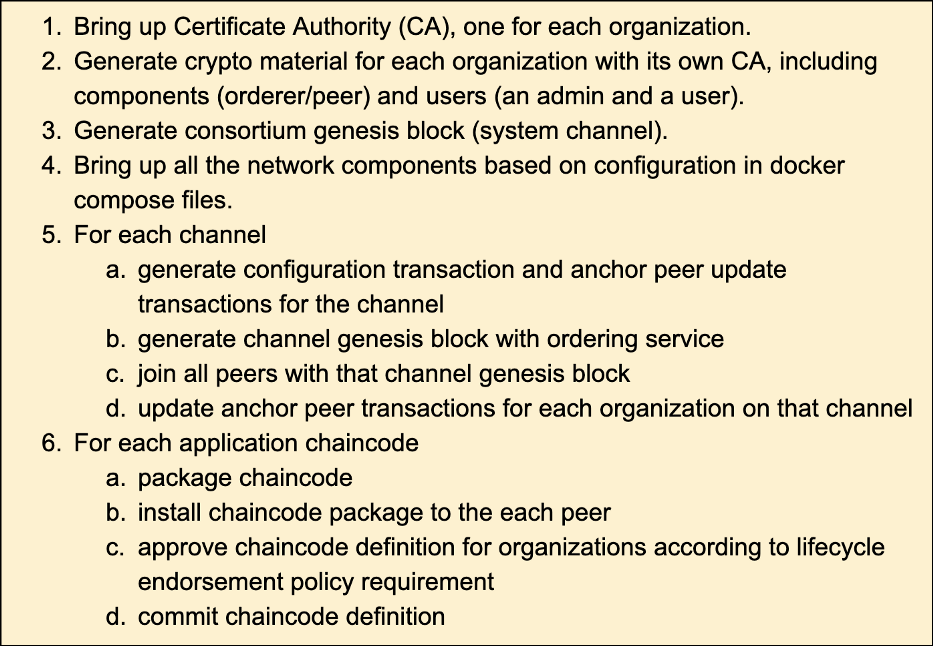 1. Bring up Certificate Authority (CA), one for each organization.
2. Generate crypto material for each organization with its own CA, including
components (orderer/peer) and users (an admin and a user).
3. Generate consortium genesis block (system channel).
4. Bring up all the network components based on configuration in docker
compose files.
5. For each channel
a. generate configuration transaction and anchor peer update
transactions for the channel
b. generate channel genesis block with ordering service
c. join all peers with that channel genesis block
d. update anchor peer transactions for each organization on that channel
6. For each application chaincode
a. package chaincode
b. install chaincode package to the each peer
c. approve chaincode definition for organizations according to lifecycle
endorsement policy requirement
d. commit chaincode definition